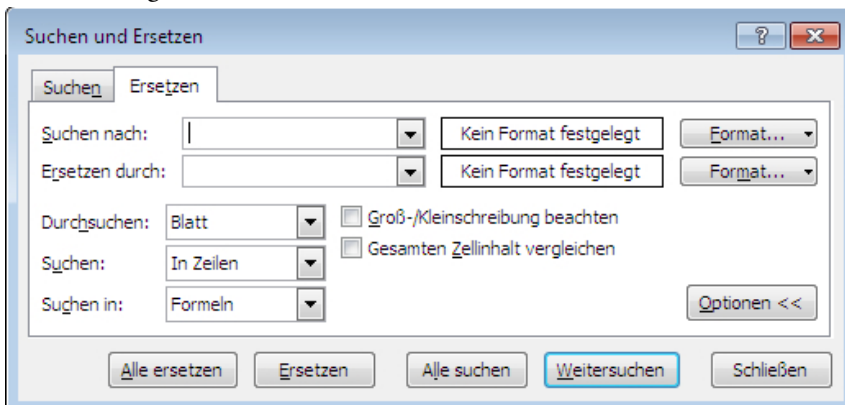 Suchen und Ersetzen
Suchen Ersetzen
Suchen nach: Kein Format festgelegt Format...
Ersetzen durch: Kein Format festgelegt Format...
Durchsuchen: Blatt Groß-/Kleinschreibung beachten
Gesamten Zellinhalt vergleichen
Suchen: In Zeilen
Suchen in: Formeln Optionen <<
Alle ersetzen Ersetzen Alle suchen Weitersuchen Schließen